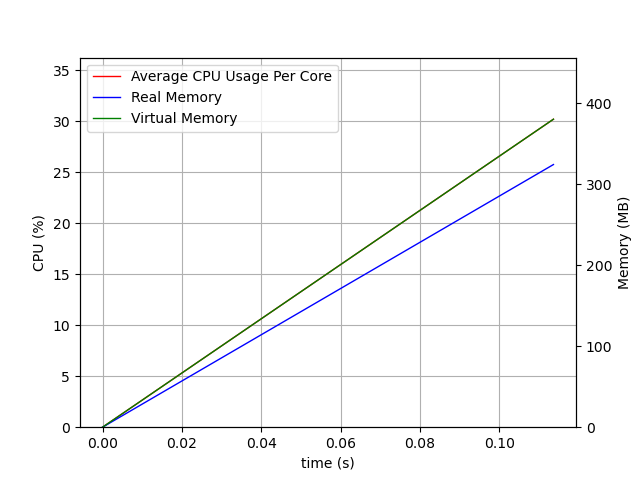 Average CPU Usage Per Core
Real Memory
Virtual Memory
CPU (%)
35
30
25
20
15
10
5
0
Memory (MB)
400
300
200
100
0
0.00 0.02 0.04 0.06 0.08 0.10
time (s)